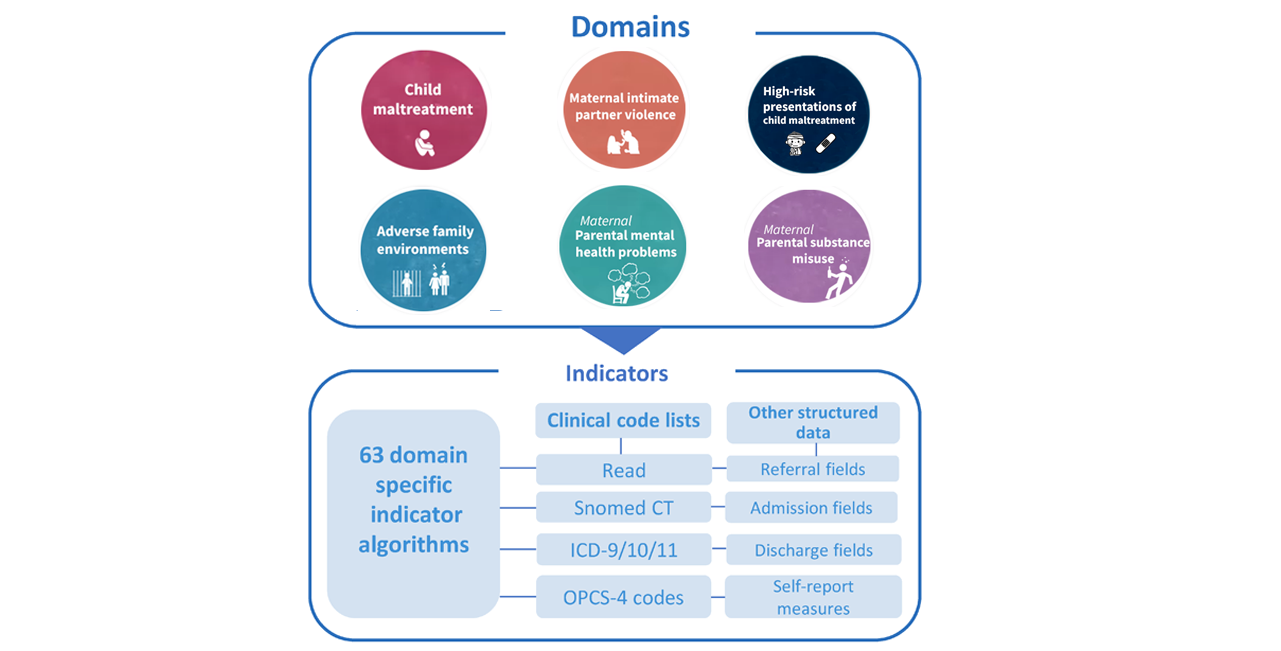 Domains
Child
maltreatment
Maternal intimate
partner violence
High-risk
presentations of
child maltreatment
Adverse family
environments
Maternal
Parental mental
health problems
Maternal
Parental substance
misuse
Indicators
63 domain
specific
indicator
algorithms
Clinical code lists
Other structured
data
Read
Referral fields
Snomed CT
Admission fields
ICD-9/10/11
Discharge fields
OPCS-4 codes
Self-report
measures